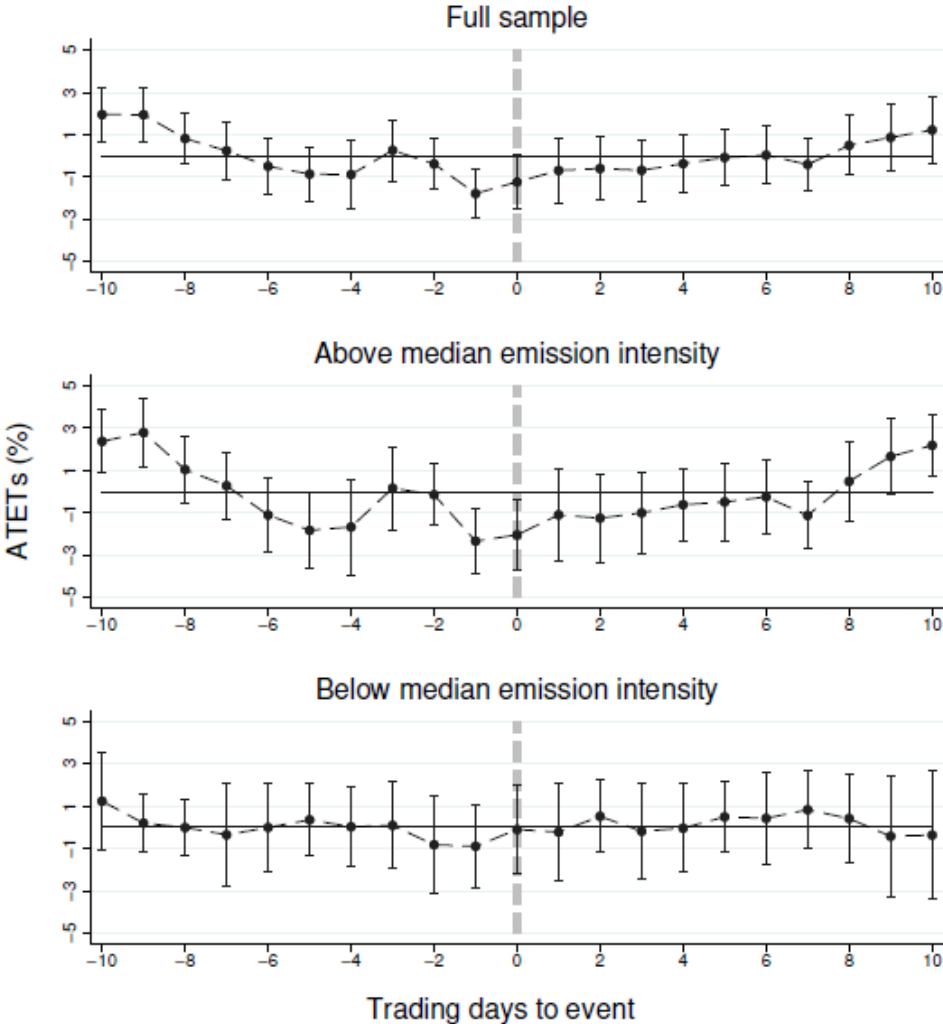 Full sample
5
3
1
−1
−3
−5
−10 −8 −6 −4 −2 0 2 4 6 8 10
Above median emission intensity
5
3
1
−1
−3
−5
−10 −8 −6 −4 −2 0 2 4 6 8 10
ATETs (%)
Below median emission intensity
5
3
1
−1
−3
−5
−10 −8 −6 −4 −2 0 2 4 6 8 10
Trading days to event